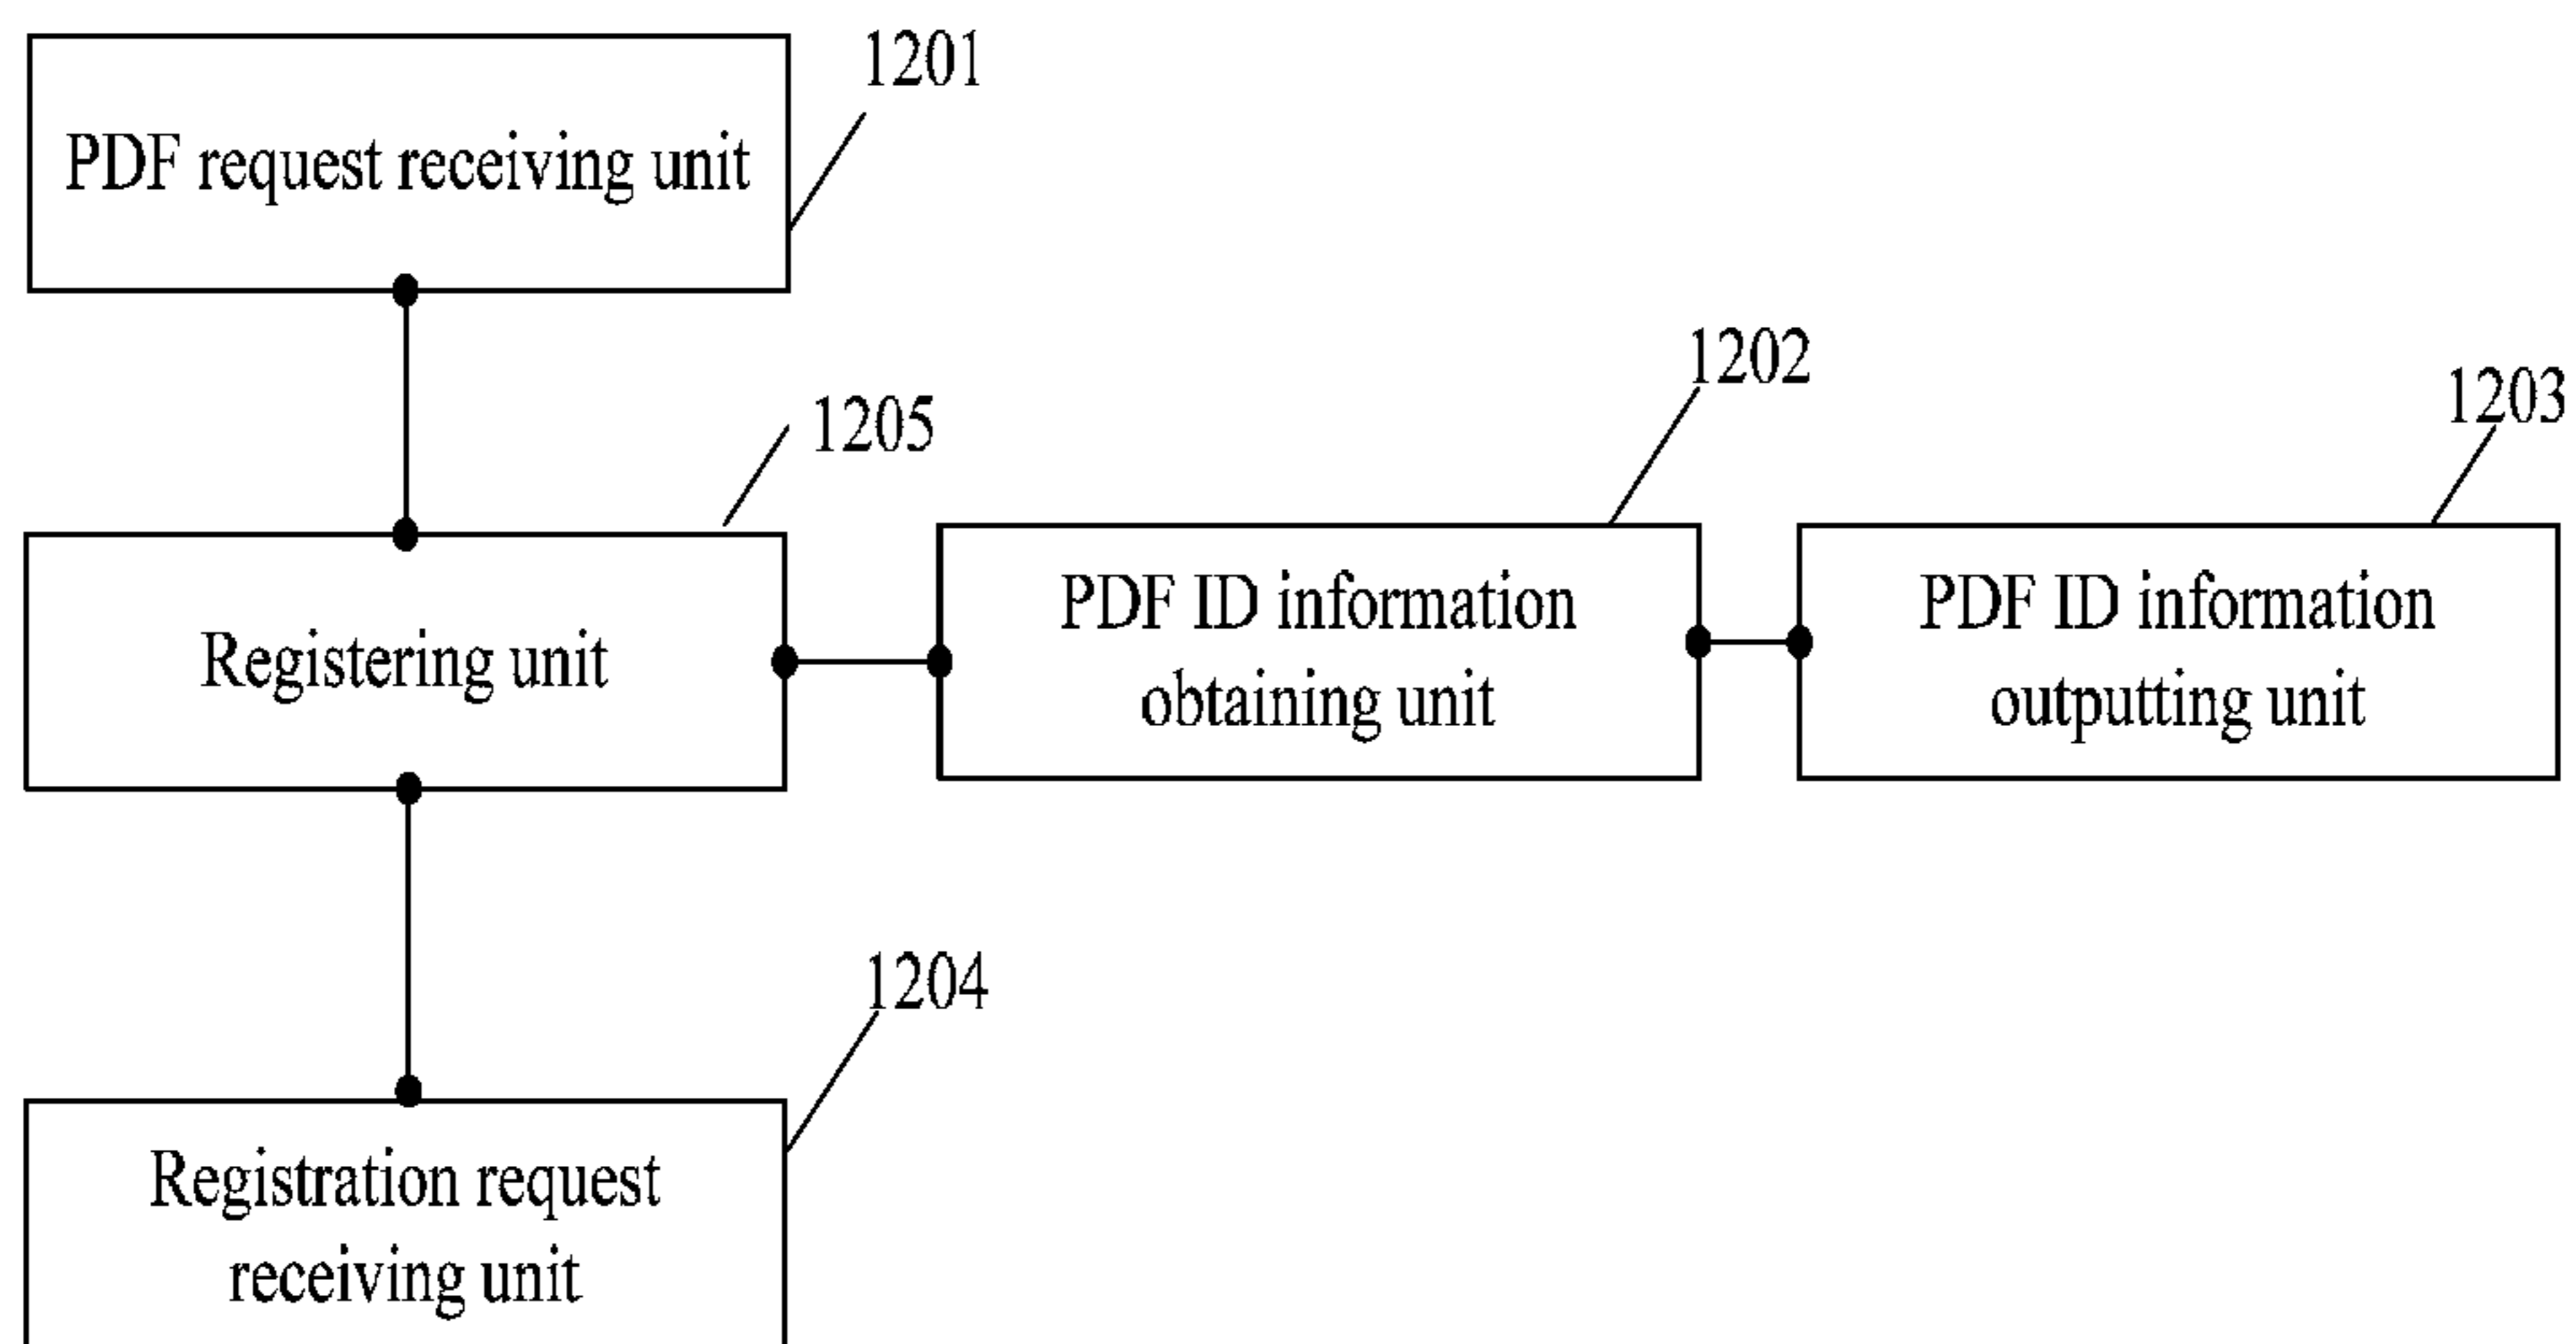 1201
PDF request receiving unit
1202
1203
1205
Registering unit
PDF ID information
obtaining unit
PDF ID information
outputting unit
1204
Registration request
receiving unit